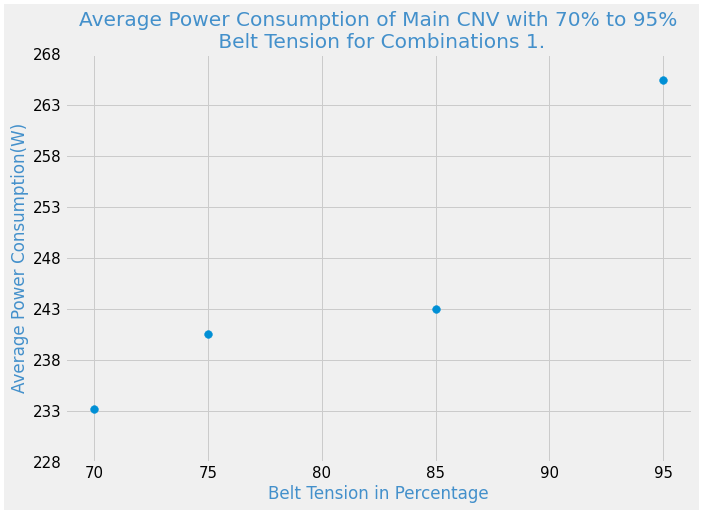 Average Power Consumption of Main CNV with 70% to 95%
Belt Tension for Combinations 1.
268
263
258
253
248
243
238
233
228
Average Power Consumption(W)
70 75 80 85 90 95
Belt Tension in Percentage